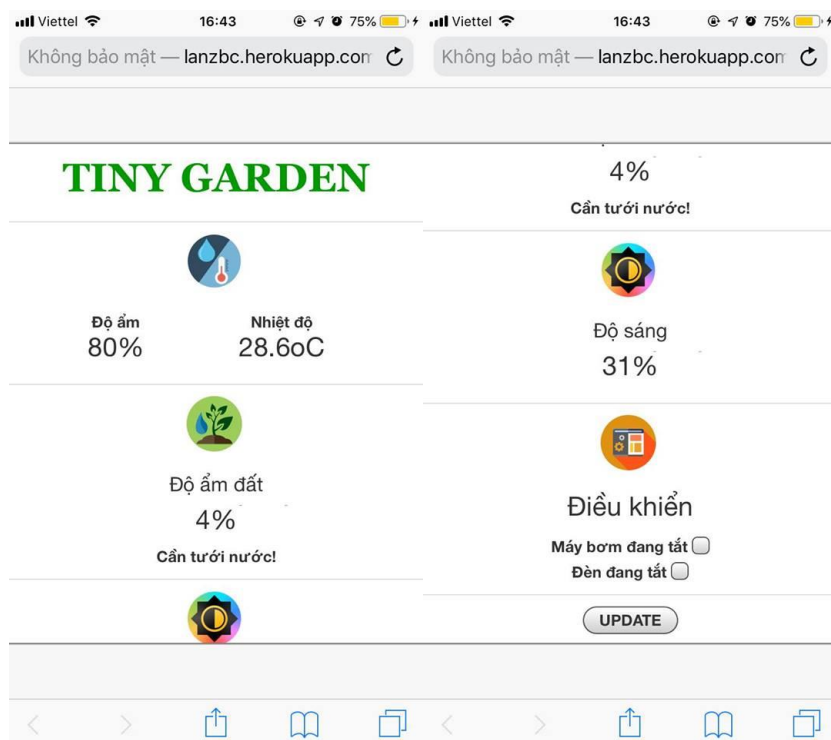 Viettel 16:43 75%
Không bảo mật — lanzbc.herokuapp.com
TINY GARDEN
Độ ẩm Nhiệt độ
80% 28.6oC
Độ ẩm đất
4%
Cần tưới nước!
Viettel 16:43 75%
Không bảo mật — lanzbc.herokuapp.com
4%
Cần tưới nước!
Độ sáng
31%
Điều khiển
Máy bơm đang tắt
Đèn đang tắt
UPDATE